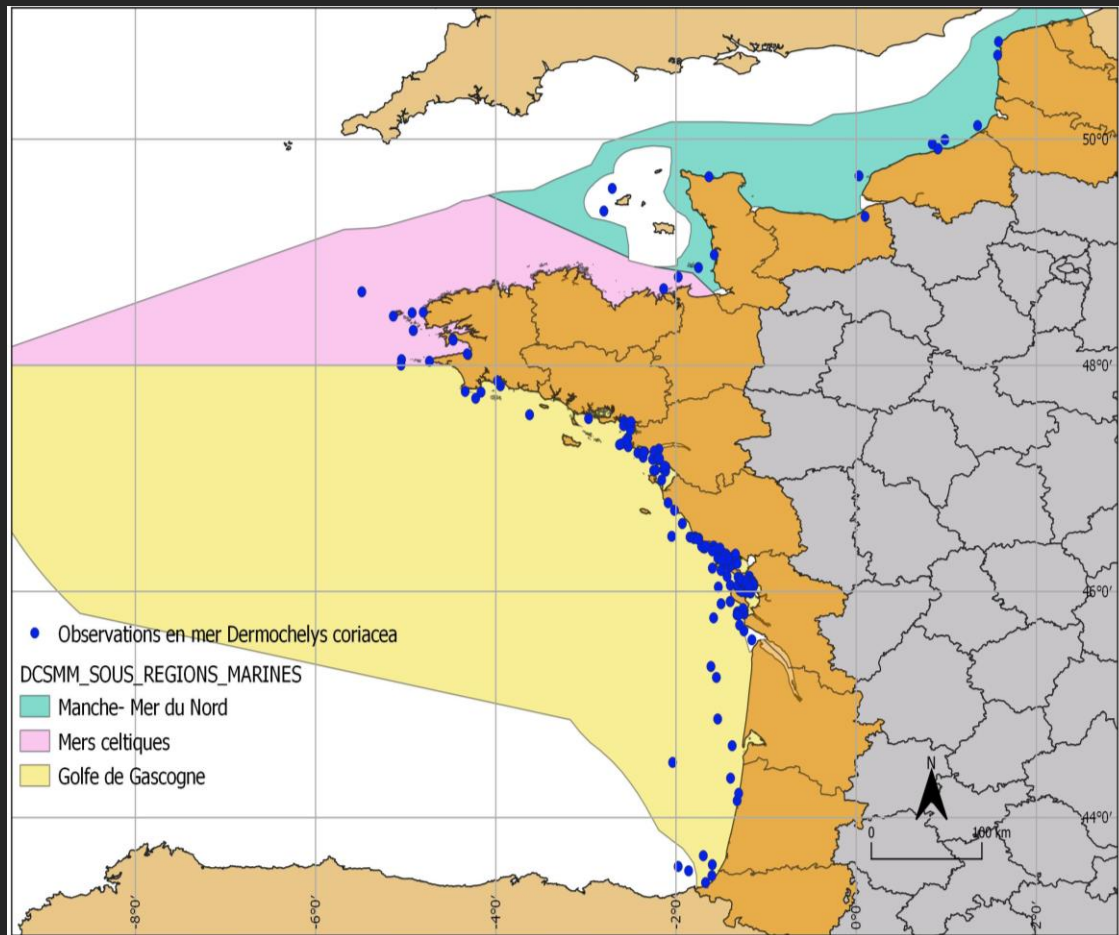 50°0'
48°0'
46°0'
Observations en mer Dermochelys coriacea
DCSMM_SOUS_REGIONS_MARINES
Manche- Mer du Nord
Mers celtiques
Golfe de Gascogne
N
44°0'
0 100 km
-8°0' -6°0' -4°0' -2°0' 0°0' 2°0'